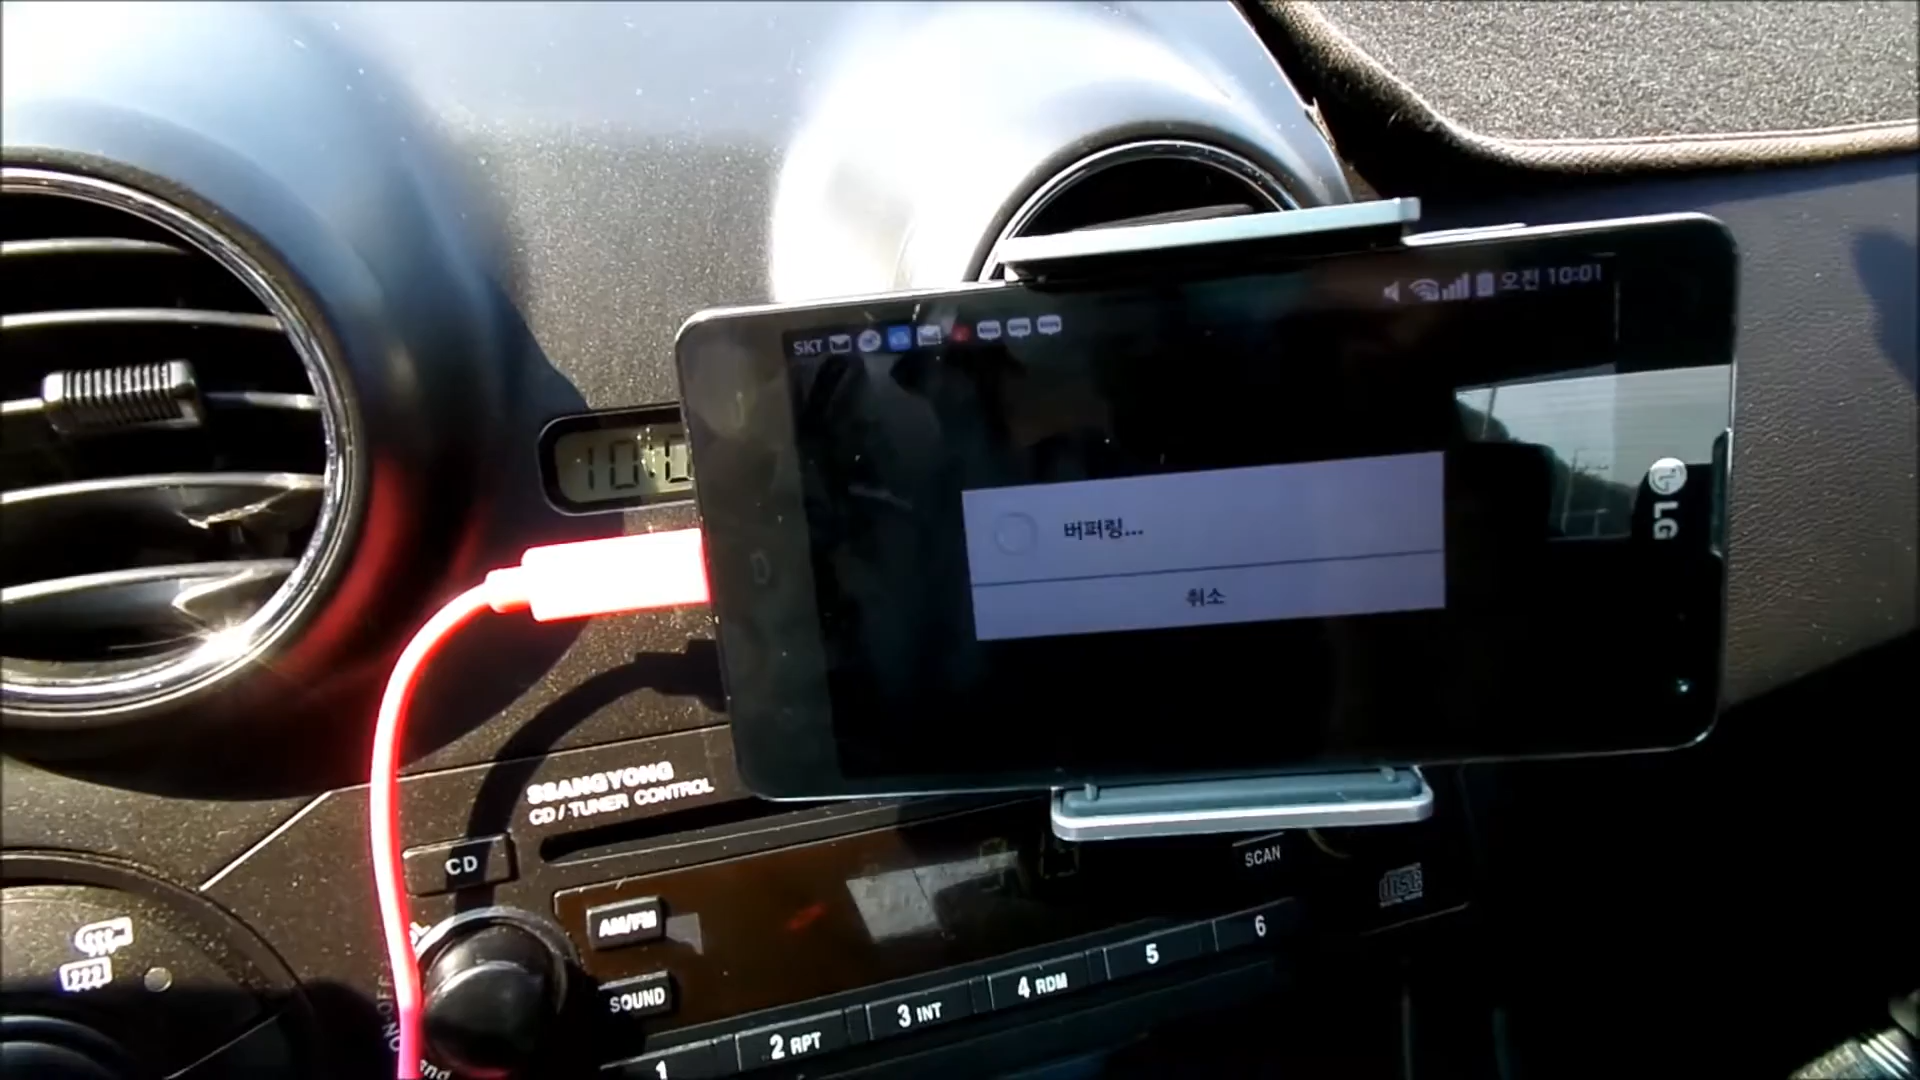 SKT
오전 10:01
버퍼링...
취소
LG
SSANGYONG
CD / TUNER CONTROL
CD
AM/FM
SOUND
SCAN
1
2 RPT
3 INT
4 RDM
5
6